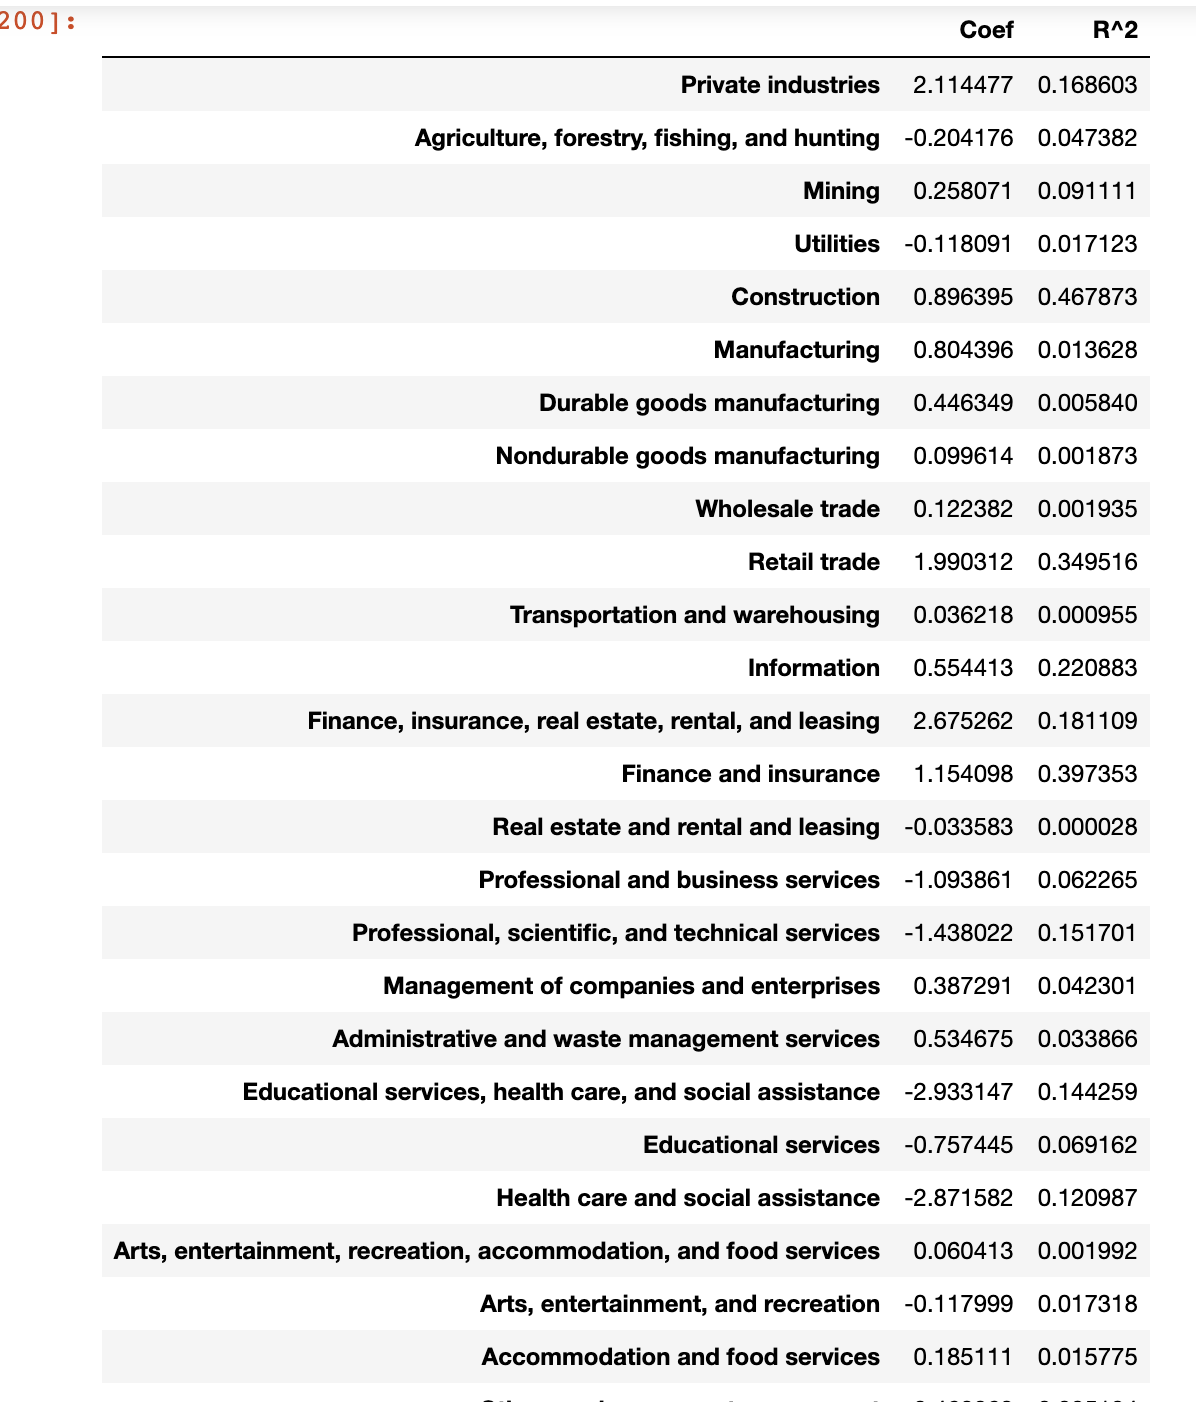 200]:
Coef R^2
Private industries 2.114477 0.168603
Agriculture, forestry, fishing, and hunting -0.204176 0.047382
Mining 0.258071 0.091111
Utilities -0.118091 0.017123
Construction 0.896395 0.467873
Manufacturing 0.804396 0.013628
Durable goods manufacturing 0.446349 0.005840
Nondurable goods manufacturing 0.099614 0.001873
Wholesale trade 0.122382 0.001935
Retail trade 1.990312 0.349516
Transportation and warehousing 0.036218 0.000955
Information 0.554413 0.220883
Finance, insurance, real estate, rental, and leasing 2.675262 0.181109
Finance and insurance 1.154098 0.397353
Real estate and rental and leasing -0.033583 0.000028
Professional and business services -1.093861 0.062265
Professional, scientific, and technical services -1.438022 0.151701
Management of companies and enterprises 0.387291 0.042301
Administrative and waste management services 0.534675 0.033866
Educational services, health care, and social assistance -2.933147 0.144259
Educational services -0.757445 0.069162
Health care and social assistance -2.871582 0.120987
Arts, entertainment, recreation, accommodation, and food services 0.060413 0.001992
Arts, entertainment, and recreation -0.117999 0.017318
Accommodation and food services 0.185111 0.015775